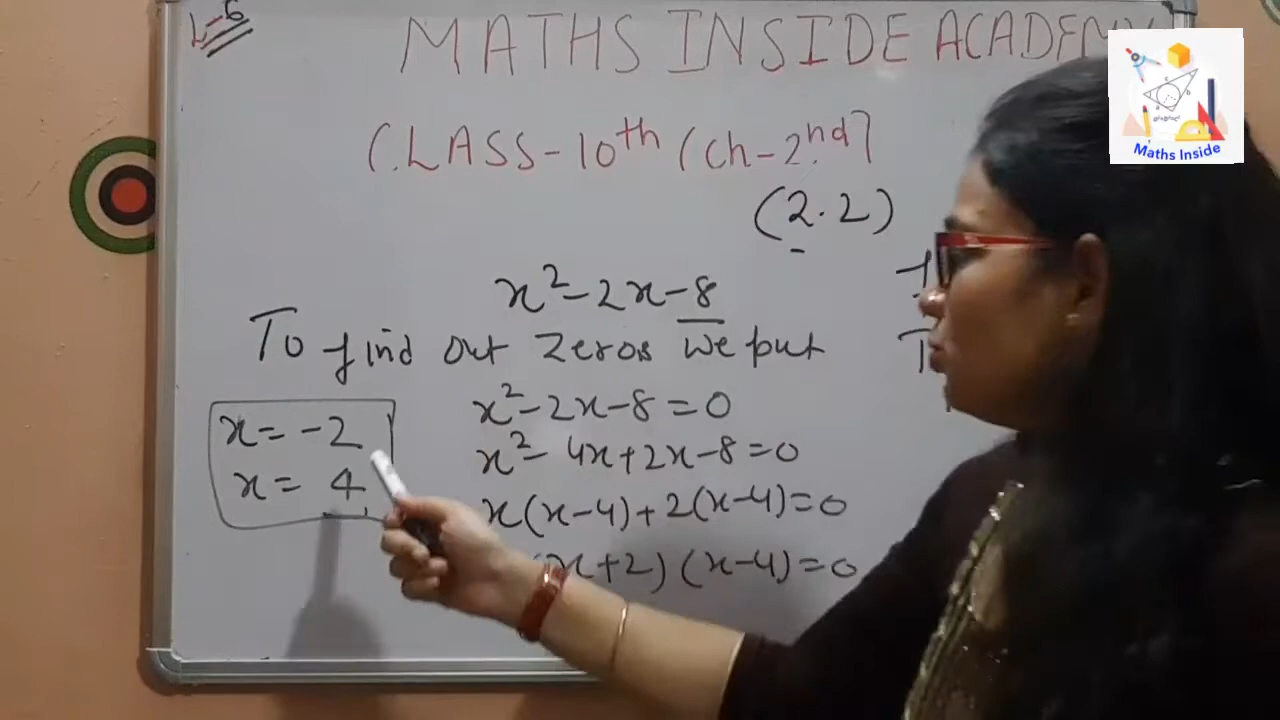 L-6
MATHS INSIDE ACADEM
CLASS-10th (Ch-2nd)
(2.2)
x²-2x-8
To find out zeros we put
x²-2x-8=0
x²-4x+2x-8=0
x(x-4)+2(x-4)=0
(x+2)(x-4)=0
x=-2
x=4
Maths Inside